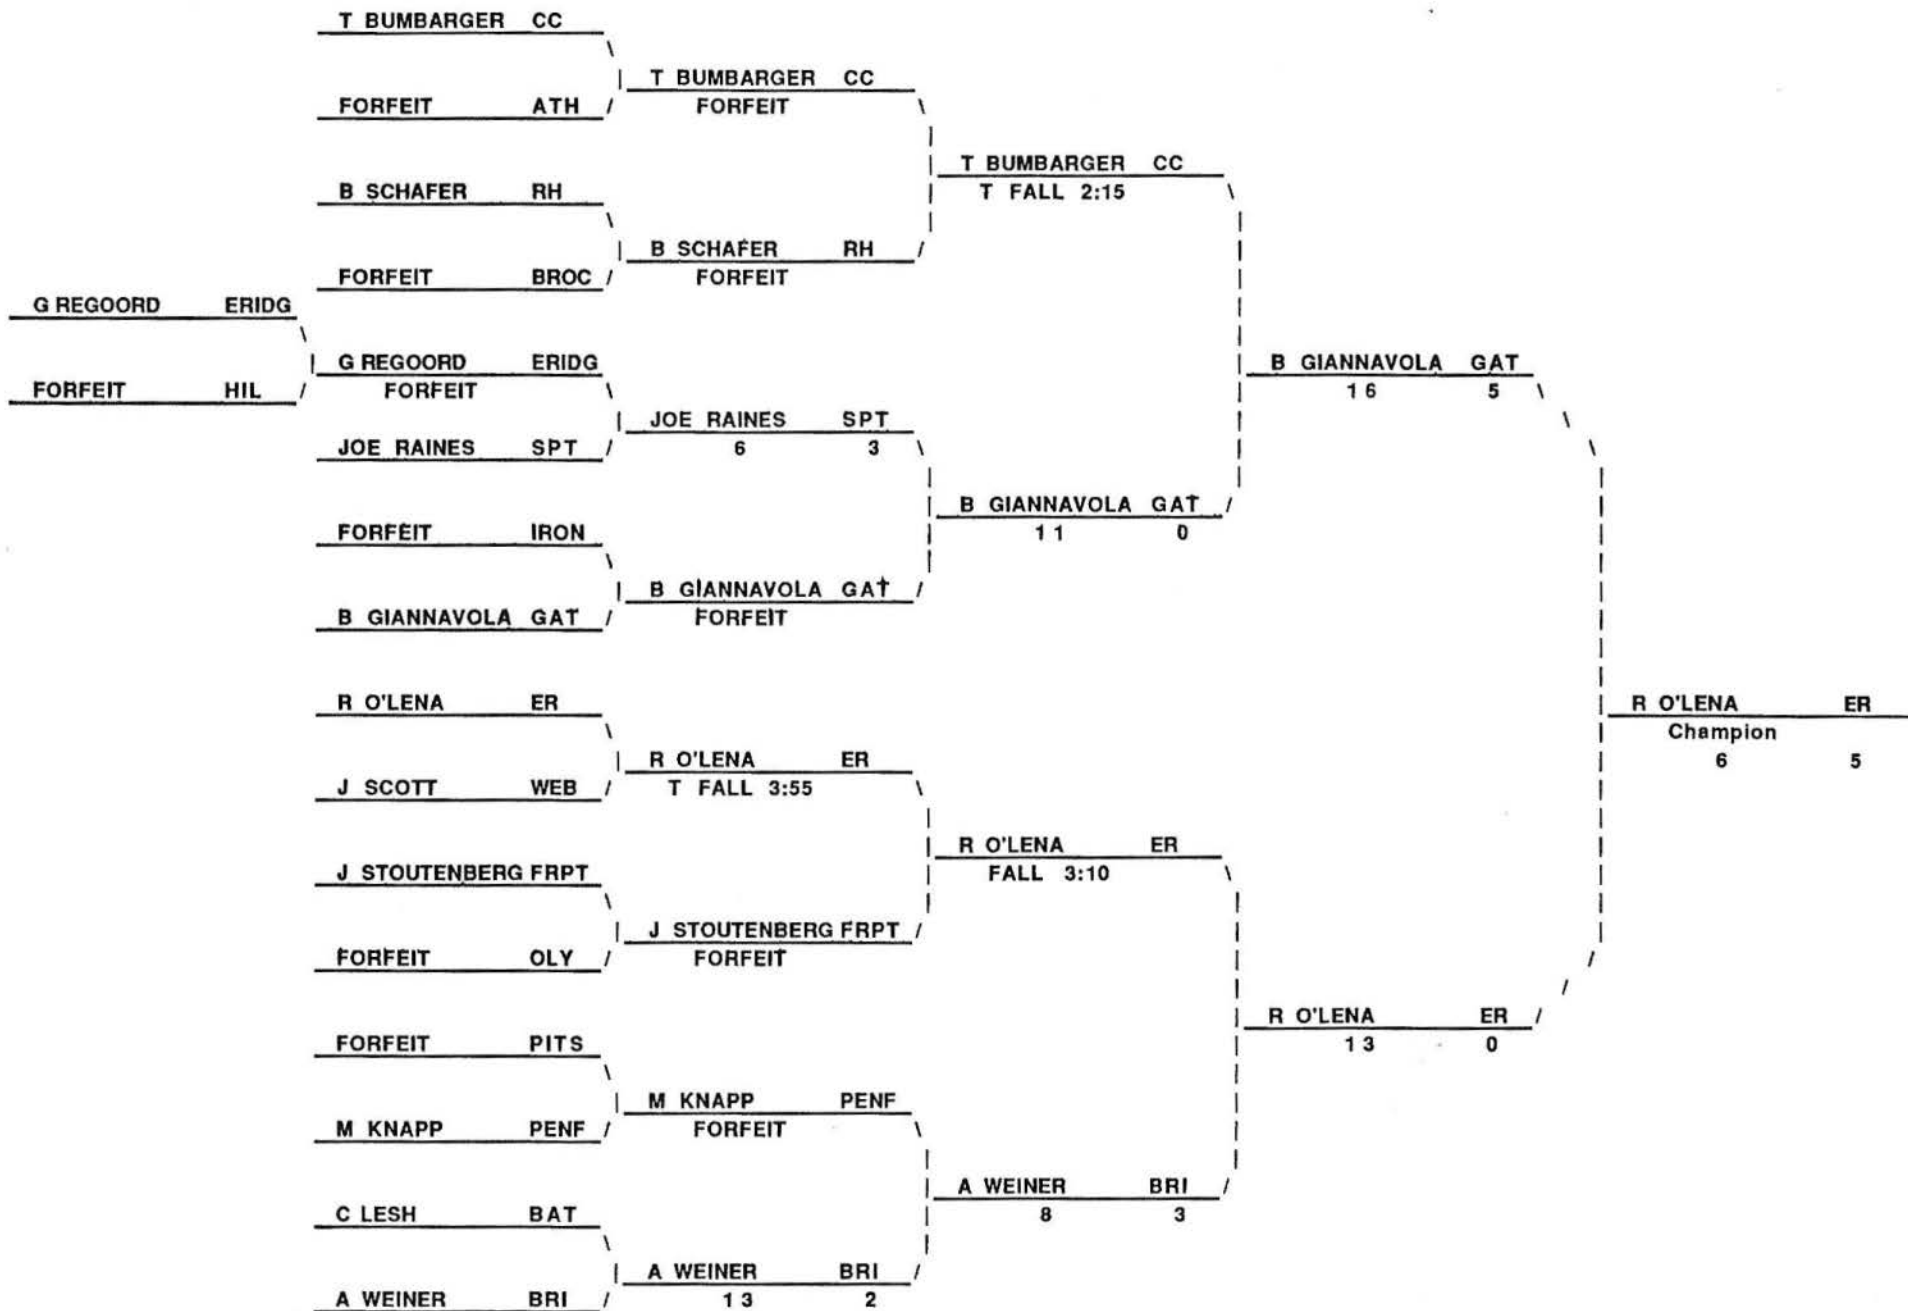 T BUMBARGER CC
T BUMBARGER CC
FORFEIT ATH
FORFEIT
T BUMBARGER CC
B SCHAFER RH
T FALL 2:15
B SCHAFER RH
FORFEIT BROC
FORFEIT
G REGOORD ERIDG
G REGOORD ERIDG
B GIANNAVOLA GAT
FORFEIT HIL
FORFEIT
16 5
JOE RAINES SPT
JOE RAINES SPT
6 3
B GIANNAVOLA GAT
FORFEIT IRON
11 0
B GIANNAVOLA GAT
B GIANNAVOLA GAT
FORFEIT
R O'LENA ER
R O'LENA ER
Champion
6 5
R O'LENA ER
J SCOTT WEB
T FALL 3:55
R O'LENA ER
J STOUTENBERG FRPT
FALL 3:10
J STOUTENBERG FRPT
FORFEIT OLY
FORFEIT
R O'LENA ER
FORFEIT PITS
13 0
M KNAPP PENF
M KNAPP PENF
FORFEIT
A WEINER BRI
C LESH BAT
8 3
A WEINER BRI
A WEINER BRI
13 2